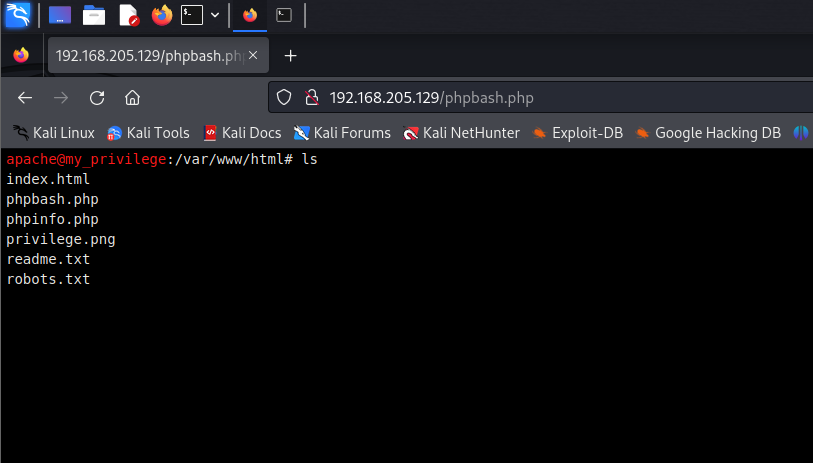 192.168.205.129/phpbash.ph
192.168.205.129/phpbash.php
Kali Linux Kali Tools Kali Docs Kali Forums Kali NetHunter Exploit-DB Google Hacking DB
apache@my_privilege:/var/www/html# ls
index.html
phpbash.php
phpinfo.php
privilege.png
readme.txt
robots.txt